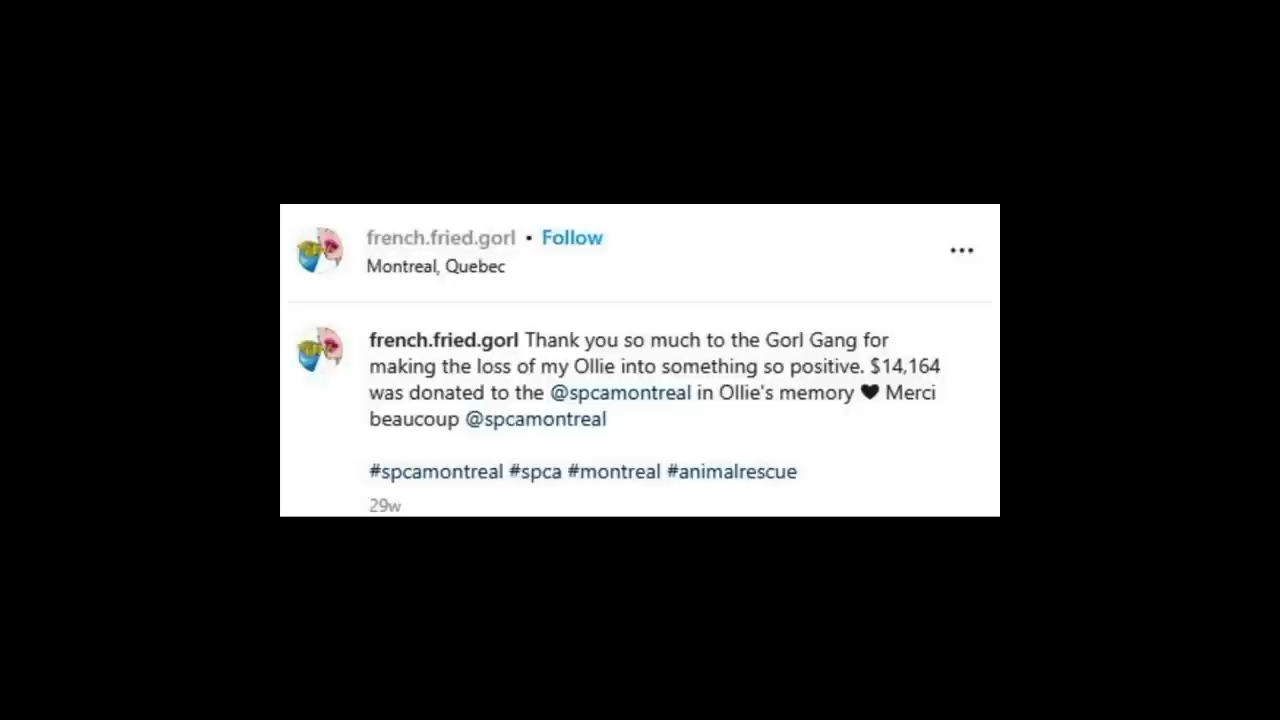 french.fried.gorl • Follow
Montreal, Quebec
french.fried.gorl Thank you so much to the Gorl Gang for
making the loss of my Ollie into something so positive. $14,164
was donated to the @spcamontreal in Ollie's memory 🖤 Merci
beaucoup @spcamontreal
#spcamontreal #spca #montreal #animalrescue
29w